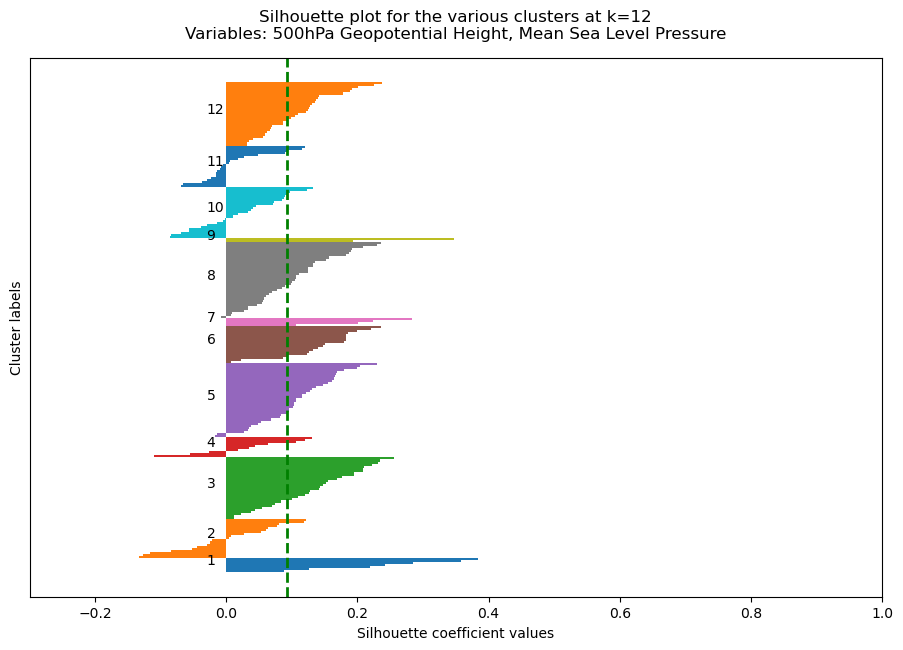 Silhouette plot for the various clusters at k=12
Variables: 500hPa Geopotential Height, Mean Sea Level Pressure
Cluster labels
12
11
10
9
8
7
6
5
4
3
2
1
−0.2 0.0 0.2 0.4 0.6 0.8 1.0
Silhouette coefficient values